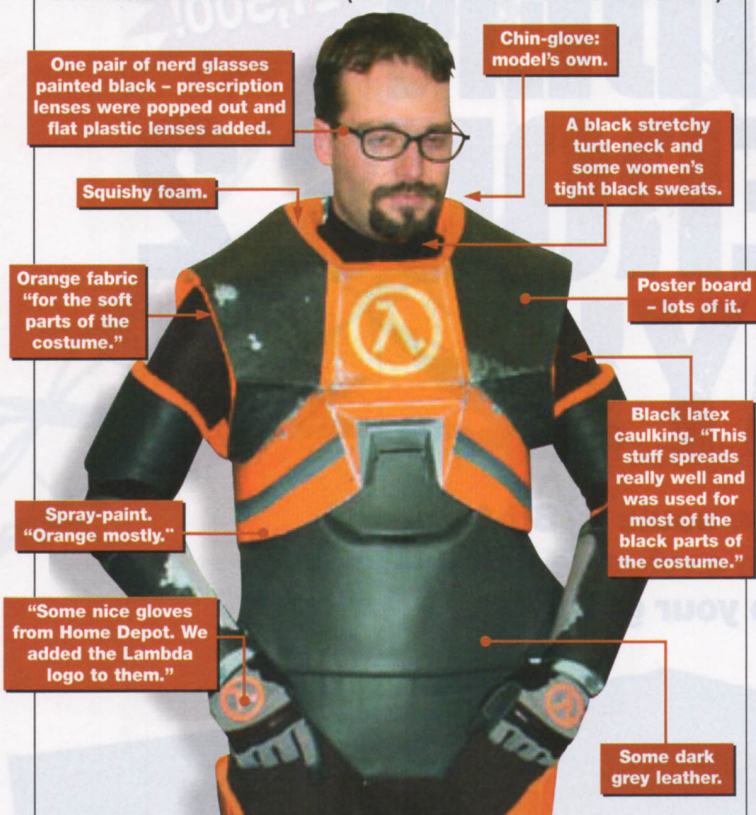 One pair of nerd glasses
painted black – prescription
lenses were popped out and
flat plastic lenses added.
Chin-glove:
model's own.
A black stretchy
turtleneck and
some women's
tight black sweats.
Squishy foam.
Orange fabric
“for the soft
parts of the
costume.”
Poster board
– lots of it.
λ
Black latex
caulking. “This
stuff spreads
really well and
was used for
most of the
black parts of
the costume.”
Spray-paint.
“Orange mostly.”
“Some nice gloves
from Home Depot. We
added the Lambda
logo to them.”
Some dark
grey leather.